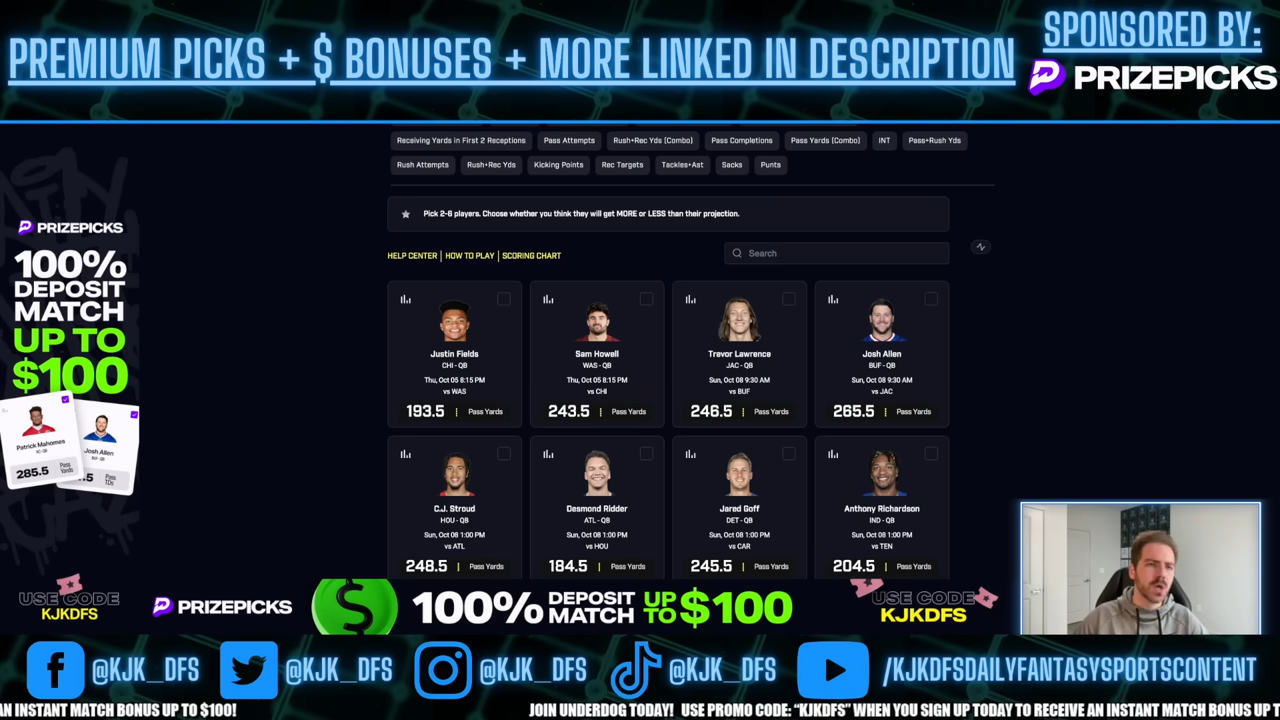 PREMIUM PICKS + $ BONUSES + MORE LINKED IN DESCRIPTION
SPONSORED BY:
PRIZEPICKS
Receiving Yards in First 2 Receptions
Pass Attempts
Rush+Rec Yds (Combo)
Pass Completions
Pass Yards (Combo)
INT
Pass+Rush Yds
Rush Attempts
Rush+Rec Yds
Kicking Points
Rec Targets
Tackles+Ast
Sacks
Punts
Pick 2-6 players. Choose whether you think they will get MORE or LESS than their projection.
HELP CENTER | HOW TO PLAY | SCORING CHART
Search
Justin Fields
CHI - QB
Thu, Oct 05 8:15 PM
vs WAS
193.5 Pass Yards
Sam Howell
WAS - QB
Thu, Oct 05 8:15 PM
vs CHI
243.5 Pass Yards
Trevor Lawrence
JAC - QB
Sun, Oct 08 9:30 AM
vs BUF
246.5 Pass Yards
Josh Allen
BUF - QB
Sun, Oct 08 9:30 AM
vs JAC
265.5 Pass Yards
C.J. Stroud
HOU - QB
Sun, Oct 08 1:00 PM
vs ATL
248.5 Pass Yards
Desmond Ridder
ATL - QB
Sun, Oct 08 1:00 PM
vs HOU
184.5 Pass Yards
Jared Goff
DET - QB
Sun, Oct 08 1:00 PM
vs CAR
245.5 Pass Yards
Anthony Richardson
IND - QB
Sun, Oct 08 1:00 PM
vs TEN
204.5 Pass Yards
PRIZEPICKS
100%
DEPOSIT
MATCH
UP TO
$100
Patrick Mahomes
KC - QB
285.5 Pass Yards
Josh Allen
BUF - QB
.5 Pass TDs
USE CODE
KJKDFS
PRIZEPICKS
100% DEPOSIT MATCH UP TO $100
USE CODE
KJKDFS
@KJK_DFS
@KJK_DFS
@KJK_DFS
@KJK_DFS
/KJKDFSDAILYFANTASYSPORTSCONTENT
AN INSTANT MATCH BONUS UP TO $100!
JOIN UNDERDOG TODAY! USE PROMO CODE: “KJKDFS” WHEN YOU SIGN UP TODAY TO RECEIVE AN INSTANT MATCH BONUS UP T